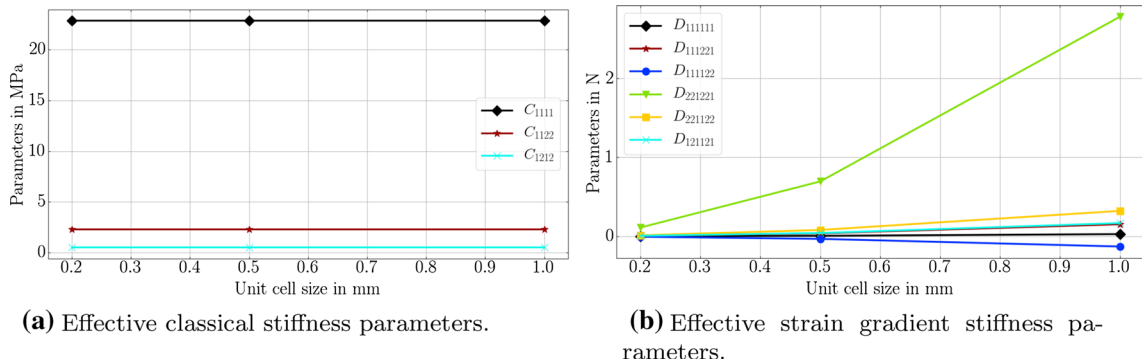 Parameters in MPa
20
15
10
5
0
C1111
C1122
C1212
0.2 0.3 0.4 0.5 0.6 0.7 0.8 0.9 1.0
Unit cell size in mm
(a) Effective classical stiffness parameters.
Parameters in N
2
1
0
D111111
D111221
D111122
D221221
D221122
D121121
0.2 0.3 0.4 0.5 0.6 0.7 0.8 0.9 1.0
Unit cell size in mm
(b) Effective strain gradient stiffness pa-
rameters.